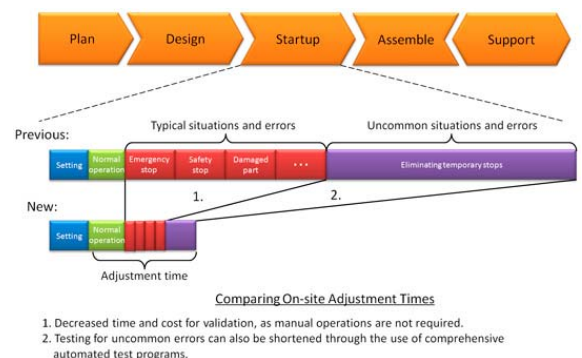 Plan Design Startup Assemble Support
Typical situations and errors Uncommon situations and errors
Previous:
Setting Normal operation Emergency stop Safety stop Damaged part ... Eliminating temporary stops
1. 2.
New:
Setting Normal operation
Adjustment time
Comparing On-site Adjustment Times
1. Decreased time and cost for validation, as manual operations are not required.
2. Testing for uncommon errors can also be shortened through the use of comprehensive
automated test programs.